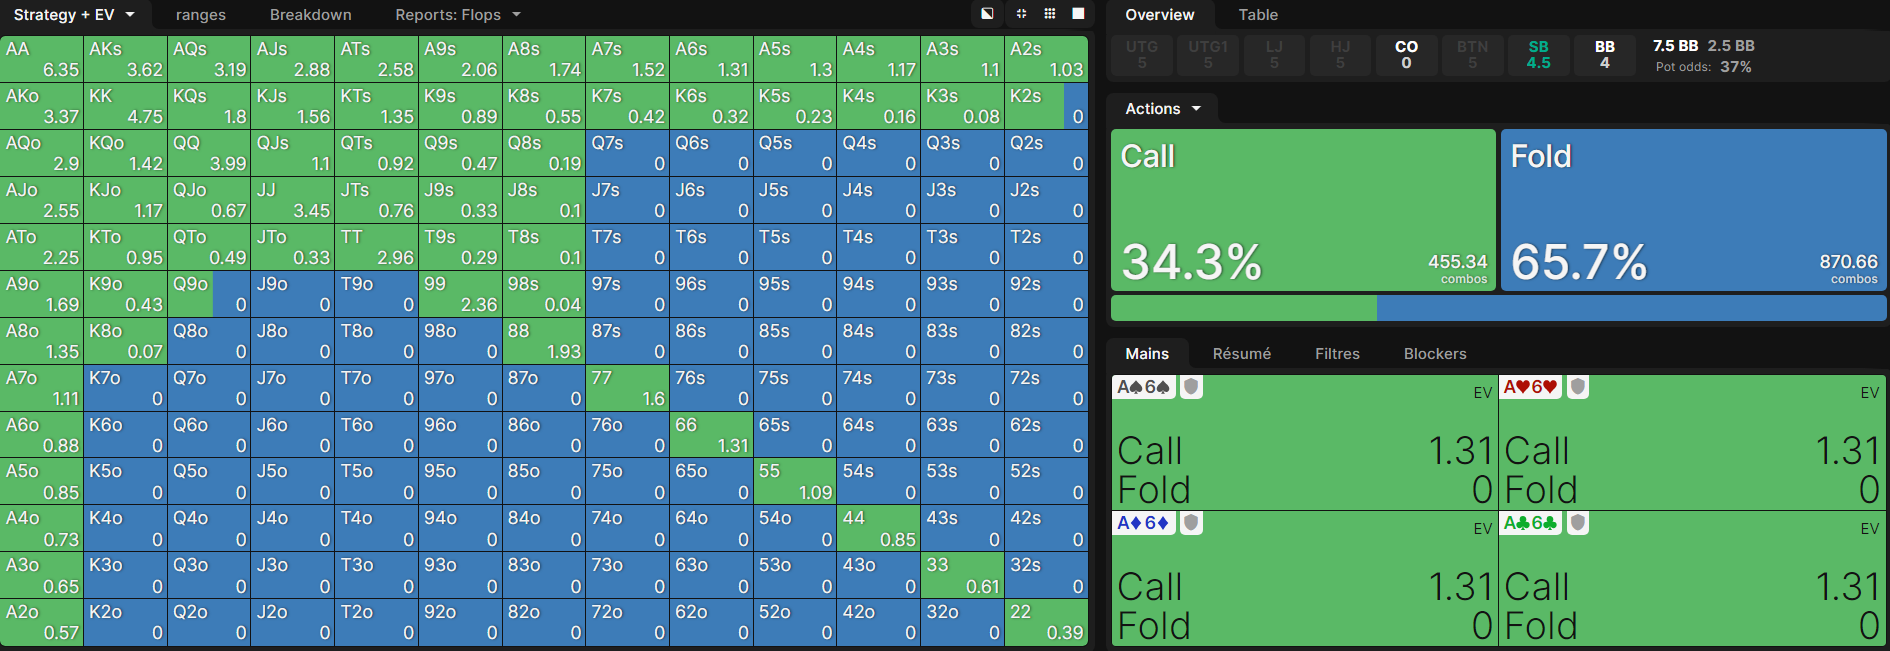 Strategy + EV ranges Breakdown Reports: Flops
AA AKs AQs AJs ATs A9s A8s A7s A6s A5s A4s A3s A2s
6.35 3.62 3.19 2.88 2.58 2.06 1.74 1.52 1.31 1.3 1.17 1.1 1.03
AKo KK KQs KJs KTs K9s K8s K7s K6s K5s K4s K3s K2s
3.37 4.75 1.8 1.56 1.35 0.89 0.55 0.42 0.32 0.23 0.16 0.08 0
AQo KQo QQ QJs QTs Q9s Q8s Q7s Q6s Q5s Q4s Q3s Q2s
2.9 1.42 3.99 1.1 0.92 0.47 0.19 0 0 0 0 0 0
AJo KJo QJo JJ JTs J9s J8s J7s J6s J5s J4s J3s J2s
2.55 1.17 0.67 3.45 0.76 0.33 0.1 0 0 0 0 0 0
ATo KTo QTo JTo TT T9s T8s T7s T6s T5s T4s T3s T2s
2.25 0.95 0.49 0.33 2.96 0.29 0.1 0 0 0 0 0 0
A9o K9o Q9o J9o T9o 99 98s 97s 96s 95s 94s 93s 92s
1.69 0.43 0 0 0 2.36 0.04 0 0 0 0 0 0
A8o K8o Q8o J8o T8o 98o 88 87s 86s 85s 84s 83s 82s
1.35 0.07 0 0 0 0 1.93 0 0 0 0 0 0
A7o K7o Q7o J7o T7o 97o 87o 77 76s 75s 74s 73s 72s
1.11 0 0 0 0 0 0 1.6 0 0 0 0 0
A6o K6o Q6o J6o T6o 96o 86o 76o 66 65s 64s 63s 62s
0.88 0 0 0 0 0 0 0 1.31 0 0 0 0
A5o K5o Q5o J5o T5o 95o 85o 75o 65o 55 54s 53s 52s
0.85 0 0 0 0 0 0 0 0 1.09 0 0 0
A4o K4o Q4o J4o T4o 94o 84o 74o 64o 54o 44 43s 42s
0.73 0 0 0 0 0 0 0 0 0 0.85 0 0
A3o K3o Q3o J3o T3o 93o 83o 73o 63o 53o 43o 33 32s
0.65 0 0 0 0 0 0 0 0 0 0 0.61 0
A2o K2o Q2o J2o T2o 92o 82o 72o 62o 52o 42o 32o 22
0.57 0 0 0 0 0 0 0 0 0 0 0 0.39
Overview Table
UTG UTG1 LJ HJ CO BTN SB BB 7.5 BB 2.5 BB
5 5 5 5 0 5 4.5 4 Pot odds: 37%
Actions
Call Fold
34.3% 455.34 65.7% 870.66
combos combos
Mains Résumé Filtres Blockers
A♠6♠ EV A♥6♥ EV
Call 1.31 Call 1.31
Fold 0 Fold 0
A♦6♦ EV A♣6♣ EV
Call 1.31 Call 1.31
Fold 0 Fold 0